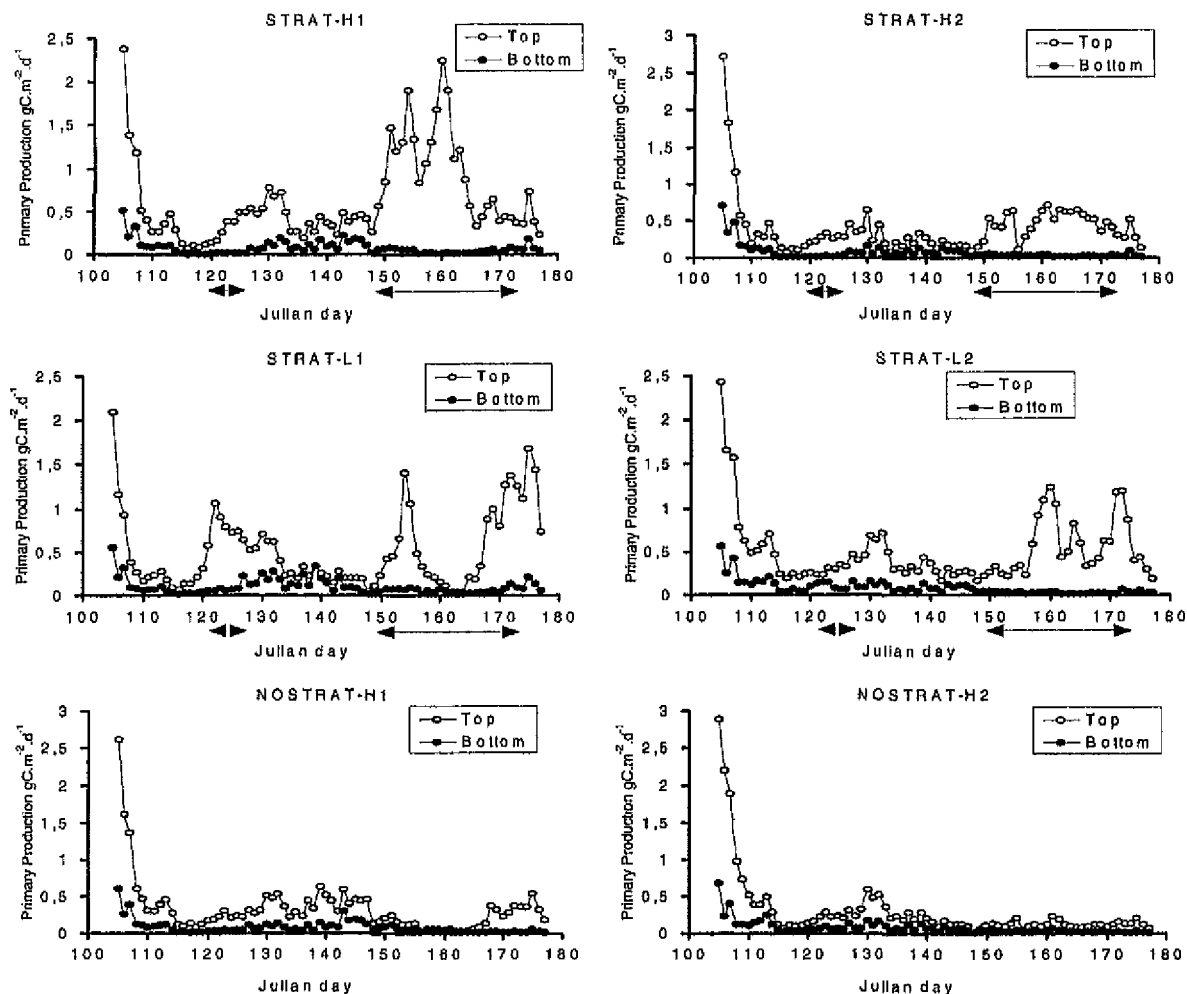 STRAT-H1
Primary Production gC.m-2.d-1
2,5
2
1,5
1
0,5
0
Top
Bottom
100 110 120 130 140 150 160 170 180
Julian day
STRAT-H2
Primary Production gC.m-2.d-1
3
2,5
2
1,5
1
0,5
0
Top
Bottom
100 110 120 130 140 150 160 170 180
Julian day
STRAT-L1
Primary Production gC.m-2.d-1
2,5
2
1,5
1
0,5
0
Top
Bottom
100 110 120 130 140 150 160 170 180
Julian day
STRAT-L2
Primary Production gC.m-2.d-1
2,5
2
1,5
1
0,5
0
Top
Bottom
100 110 120 130 140 150 160 170 180
Julian day
NOSTRAT-H1
Primary Production gC.m-2.d-1
3
2,5
2
1,5
1
0,5
0
Top
Bottom
100 110 120 130 140 150 160 170 180
Julian day
NOSTRAT-H2
Primary Production gC.m-2.d-1
3
2,5
2
1,5
1
0,5
0
Top
Bottom
100 110 120 130 140 150 160 170 180
Julian day